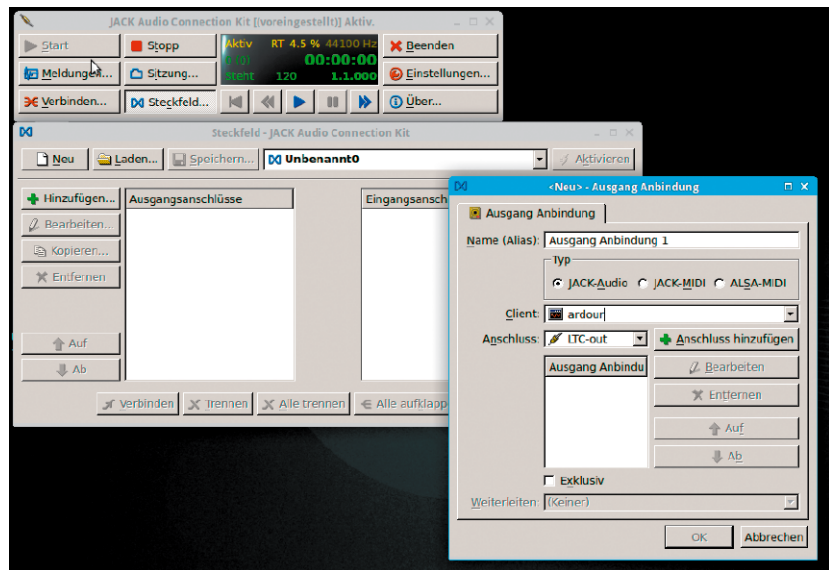 JACK Audio Connection Kit [(voreingestellt)] Aktiv.
Start
Stopp
Aktiv RT 4.5 % 44100 Hz
00:00:00
Steht 120 1.1.000
Beenden
Meldungen...
Sitzung...
Einstellungen...
Verbinden...
Steckfeld...
Über...
Steckfeld - JACK Audio Connection Kit
Neu
Laden...
Speichern...
Unbenannt0
Aktivieren
Hinzufügen...
Bearbeiten...
Kopieren...
Entfernen
Auf
Ab
Ausgangsanschlüsse
Eingangsansch
Verbinden
Trennen
Alle trennen
Alle aufklapp
<Neu> - Ausgang Anbindung
Ausgang Anbindung
Name (Alias): Ausgang Anbindung 1
Typ
JACK-Audio JACK-MIDI ALSA-MIDI
Client: ardour
Anschluss: LTC-out Anschluss hinzufügen
Ausgang Anbindu
Bearbeiten
Entfernen
Auf
Ab
Exklusiv
Weiterleiten: (Keiner)
OK Abbrechen